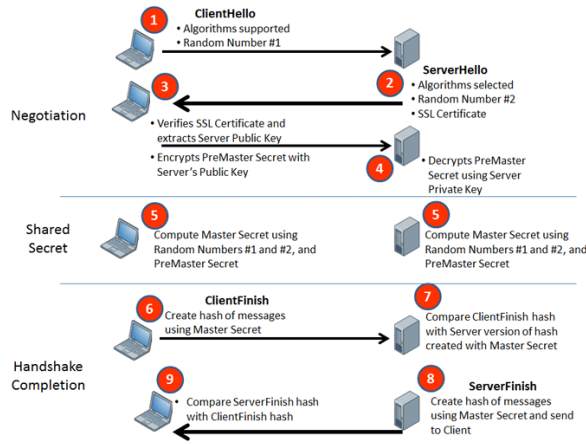 1
ClientHello
• Algorithms supported
• Random Number #1
Negotiation
3
2
ServerHello
• Algorithms selected
• Random Number #2
• SSL Certificate
• Verifies SSL Certificate and
extracts Server Public Key
• Encrypts PreMaster Secret with
Server's Public Key
4
• Decrypts PreMaster
Secret using Server
Private Key
Shared
Secret
5
Compute Master Secret using
Random Numbers #1 and #2, and
PreMaster Secret
5
Compute Master Secret using
Random Numbers #1 and #2, and
PreMaster Secret
Handshake
Completion
6
ClientFinish
Create hash of messages
using Master Secret
7
Compare ClientFinish hash
with Server version of hash
created with Master Secret
9
• Compare ServerFinish hash
with ClientFinish hash
8
ServerFinish
Create hash of messages
using Master Secret and send
to Client